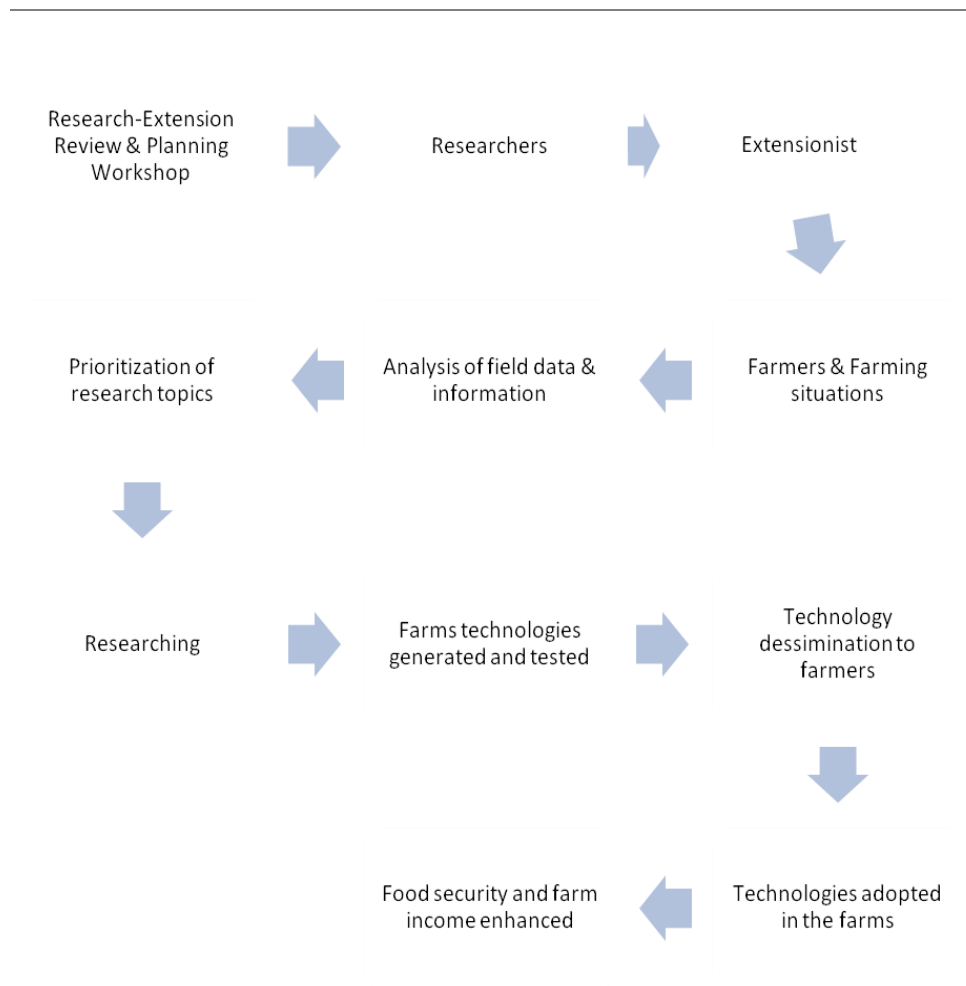 Research-Extension
Review & Planning
Workshop
Researchers
Extensionist
Prioritization of
research topics
Analysis of field data &
information
Farmers & Farming
situations
Researching
Farms technologies
generated and tested
Technology
dessimination to
farmers
Food security and farm
income enhanced
Technologies adopted
in the farms